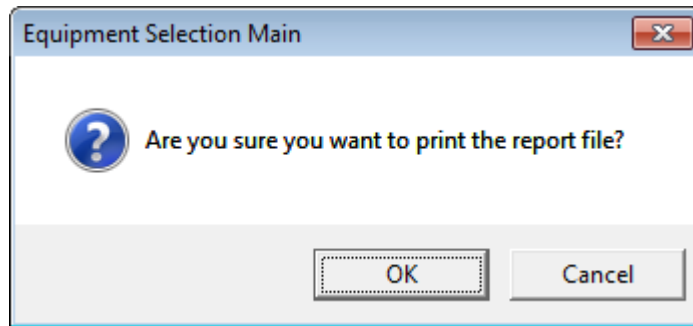 Equipment Selection Main
Are you sure you want to print the report file?
OK
Cancel